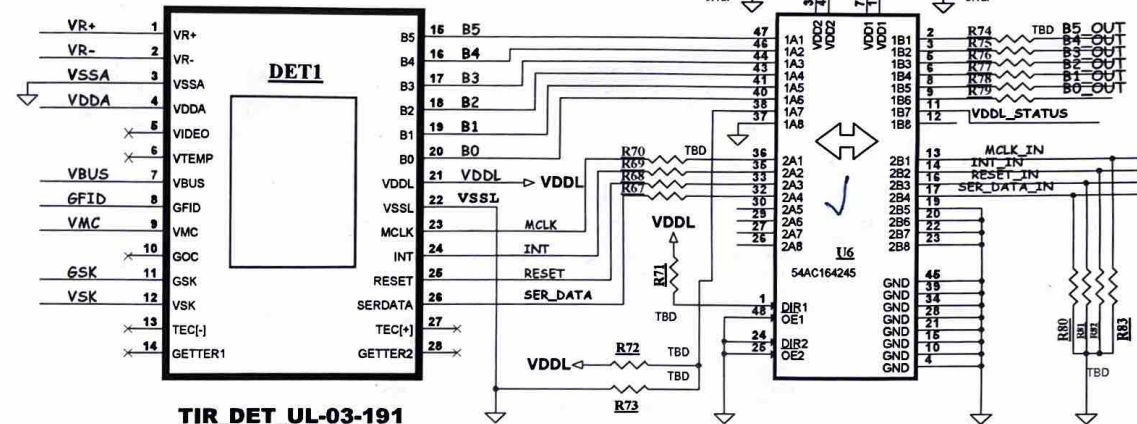 VR+ 1 VR+
VR- 2 VR-
VSSA 3 VSSA
VDDA 4 VDDA
5 VIDEO
6 VTEMP
VBUS 7 VBUS
GFID 8 GFID
VMC 9 VMC
10 GOC
GSK 11 GSK
VSK 12 VSK
13 TEC[-]
14 GETTER1
DET1
B5 15 B5
B4 16 B4
B3 17 B3
B2 18 B2
B1 19 B1
B0 20 B0
VDDL 21 VDDL VDDL
VSSL 22 VSSL
MCLK 23 MCLK
INT 24 INT
RESET 25 RESET
SERDATA 26 SER_DATA
TEC[+] 27
GETTER2 28
TIR DET UL-03-191
R70 TBD
R69
R68
R67
VDDL
R71
TBD
VDDL R72 TBD
TBD
R73
VDD2
VDD2
VDD1
VDD1
47 1A1
46 1A2
44 1A3
43 1A4
41 1A5
40 1A6
38 1A7
37 1A8
36 2A1
35 2A2
33 2A3
32 2A4
30 2A5
29 2A6
27 2A7
26 2A8
U6
54AC164245
1 DIR1
48 OE1
24 DIR2
25 OE2
1B1 2 R74 TBD B5_OUT
1B2 3 R75 B4_OUT
1B3 5 R76 B3_OUT
1B4 6 R77 B2_OUT
1B5 8 R78 B1_OUT
1B6 9 R79 B0_OUT
1B7 11 VDDL_STATUS
1B8 12
2B1 13 MCLK_IN
2B2 14 INT_IN
2B3 16 RESET_IN
2B4 17 SER_DATA_IN
2B5 19
2B6 20
2B7 22
2B8 23
GND 45
GND 39
GND 34
GND 28
GND 21
GND 15
GND 10
GND 4
R80
R81
R82
R83
TBD